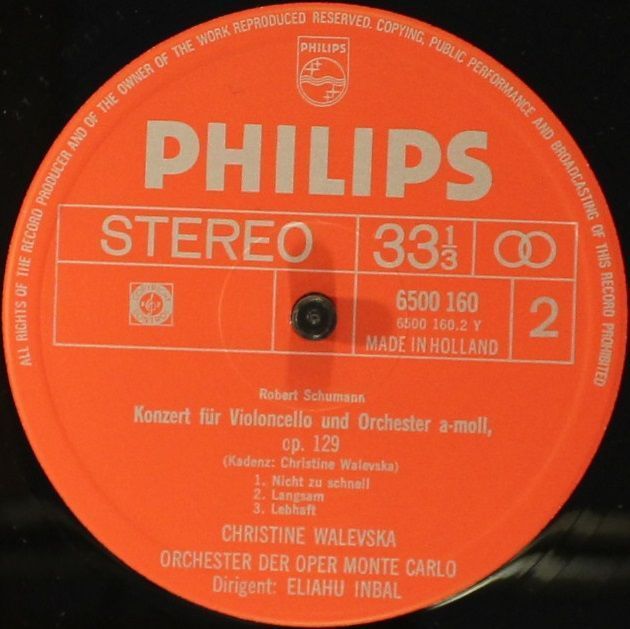 ALL RIGHTS OF THE RECORD PRODUCER AND OF THE OWNER OF THE WORK REPRODUCED RESERVED. COPYING, PUBLIC PERFORMANCE AND BROADCASTING OF THIS RECORD PROHIBITED
PHILIPS
PHILIPS
STEREO
33 1/3
6500 160
6500 160.2 Y
MADE IN HOLLAND
2
Robert Schumann
Konzert für Violoncello und Orchester a-moll,
op. 129
(Kadenz: Christine Walevska)
1. Nicht zu schnell
2. Langsam
3. Lebhaft
CHRISTINE WALEVSKA
ORCHESTER DER OPER MONTE CARLO
Dirigent: ELIAHU INBAL